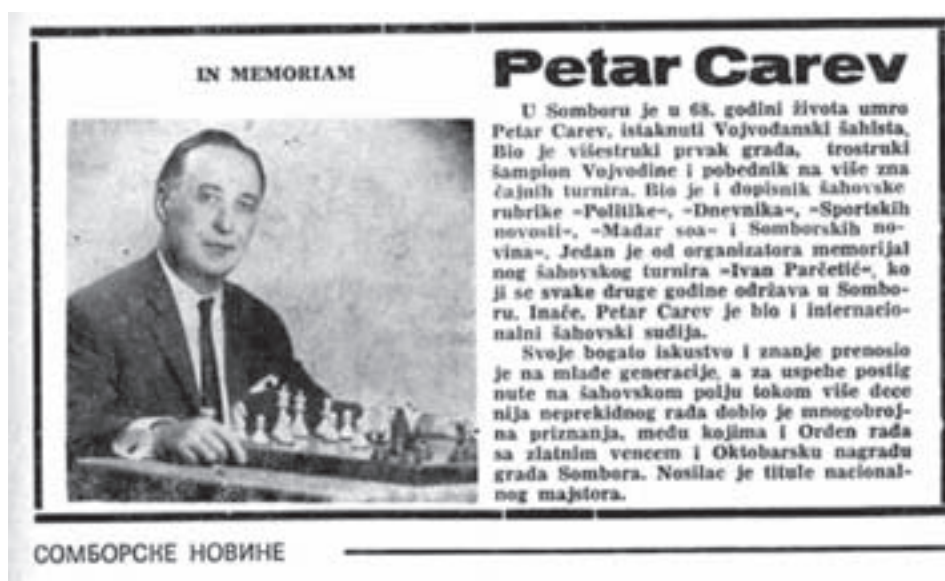 IN MEMORIAM
Petar Carev
U Somboru je u 68. godini života umro
Petar Carev, istaknuti Vojvođanski šahista.
Bio je višestruki prvak grada, trostruki
šampion Vojvodine i pobednik na više zna
čajnih turnira. Bio je i dopisnik šahovske
rubrike »Politike«, »Dnevnika«, »Sportskih
novosti«, »Mađar soa« i Somborskih no-
vina«. Jedan je od organizatora memorijal
nog šahovskog turnira »Ivan Parčetić«, ko
ji se svake druge godine održava u Sombo-
ru. Inače, Petar Carev je bio i internacio-
nalni šahovski sudija.
Svoje bogato iskustvo i znanje prenosio
je na mlađe generacije, a za uspehe postig
nute na šahovskom polju tokom više dece
nija neprekidnog rada dobio je mnogobroj-
na priznanja, među kojima i Orden rada
sa zlatnim vencem i Oktobarsku nagradu
grada Sombora. Nosilac je titule nacional-
nog majstora.
СОМБОРСКЕ НОВИНЕ